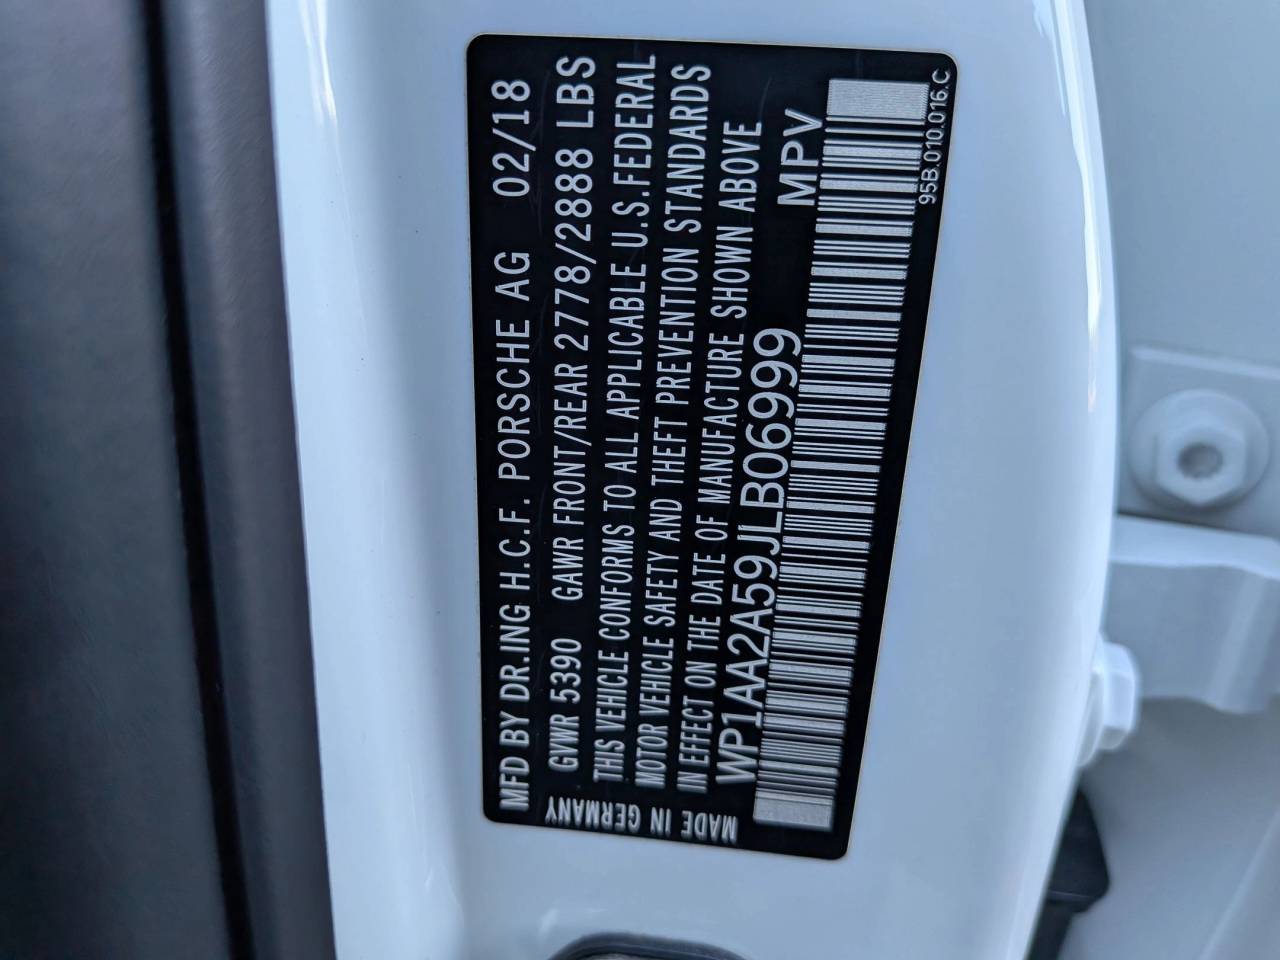 MFD BY DR.ING H.C.F. PORSCHE AG 02/18
GVWR 5390 GAWR FRONT/REAR 2778/2888 LBS
THIS VEHICLE CONFORMS TO ALL APPLICABLE U.S.FEDERAL
MOTOR VEHICLE SAFETY AND THEFT PREVENTION STANDARDS
IN EFFECT ON THE DATE OF MANUFACTURE SHOWN ABOVE
WP1AA2A59JLB06999 MPV
95B.010.016.C
MADE IN GERMANY